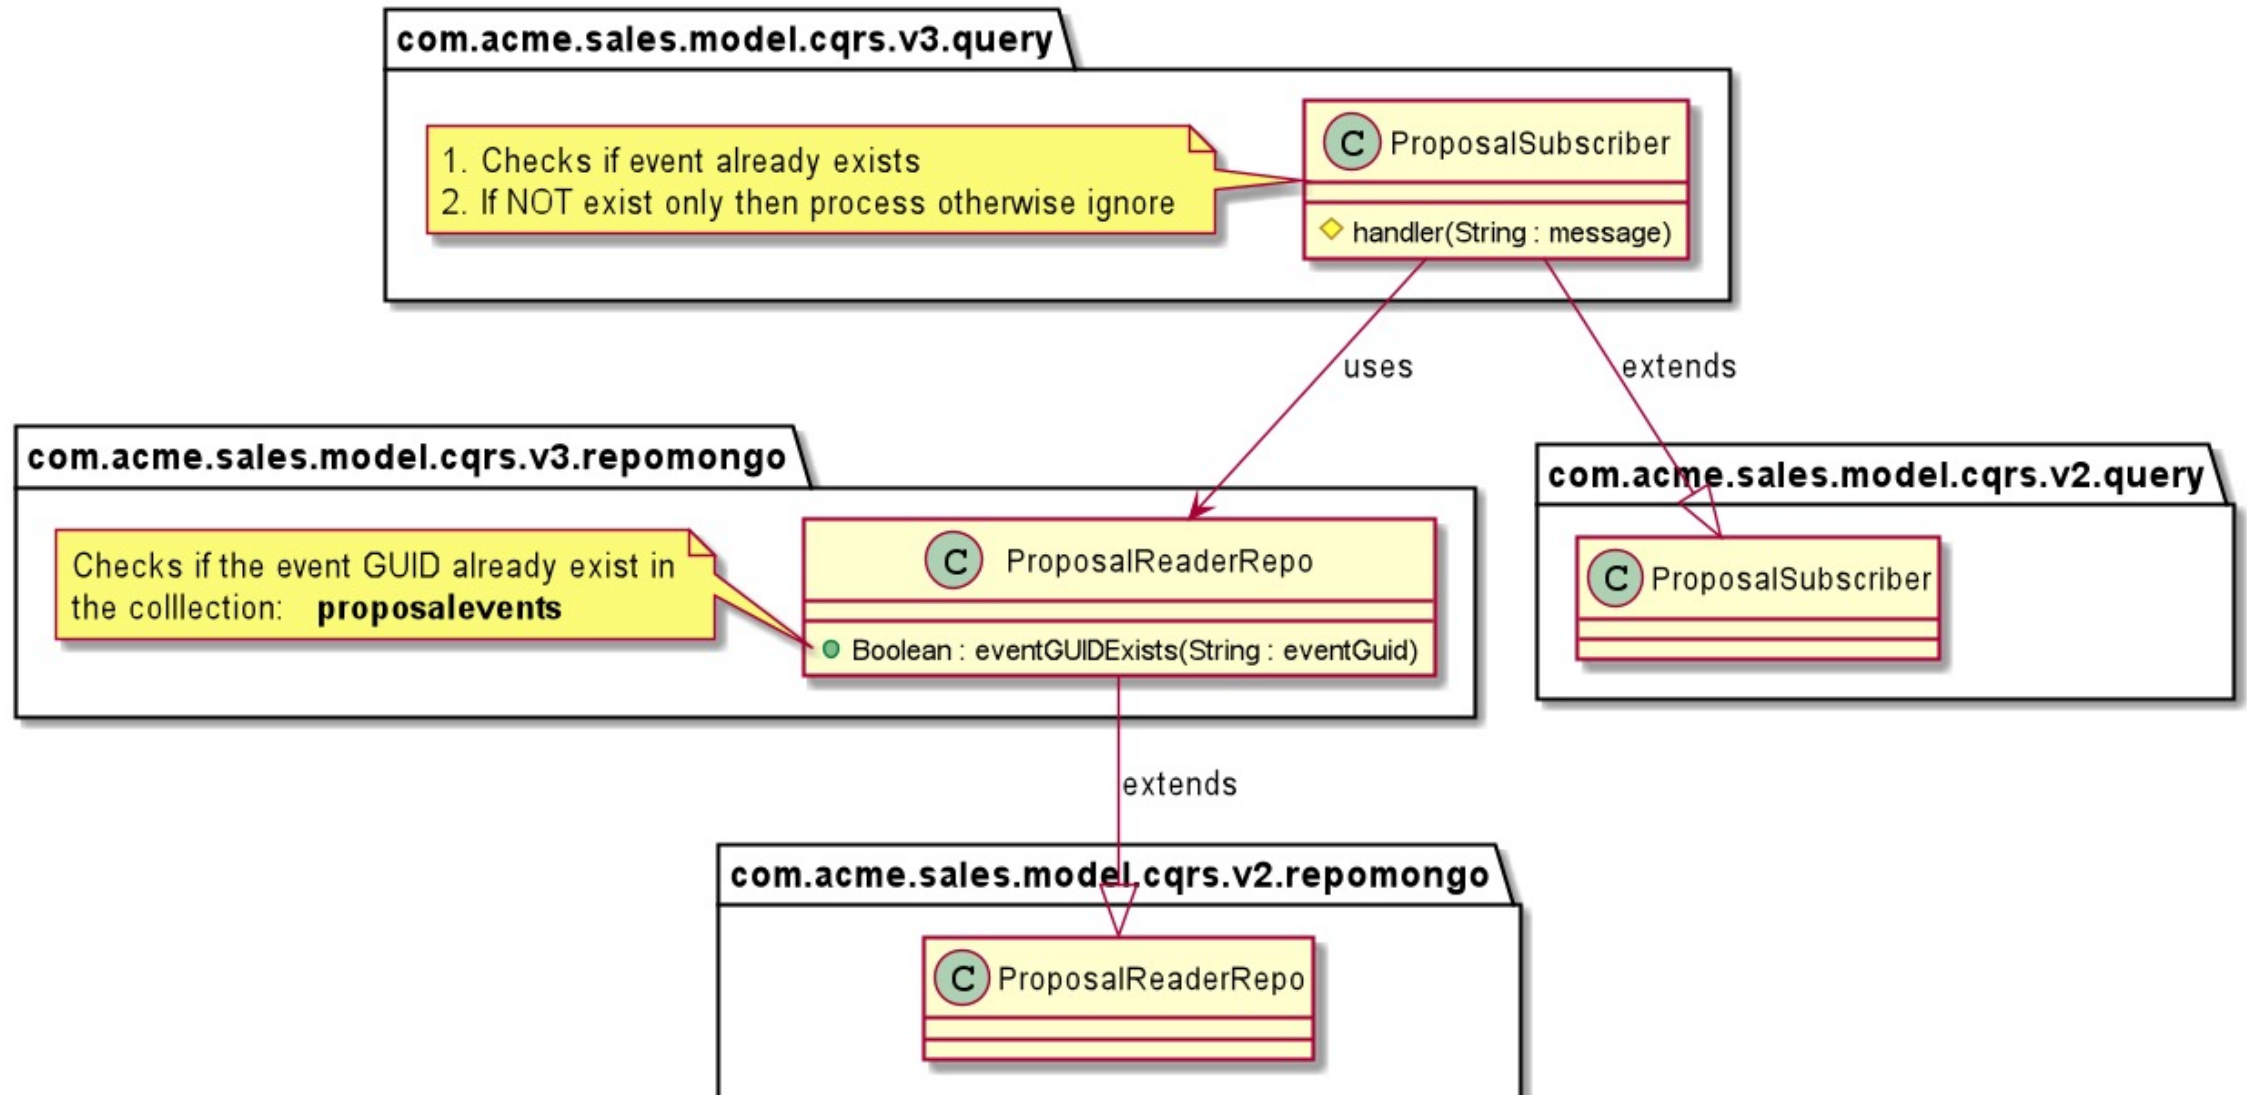 com.acme.sales.model.cqrs.v3.query
1. Checks if event already exists
2. If NOT exist only then process otherwise ignore
C ProposalSubscriber
handler(String : message)
uses
extends
com.acme.sales.model.cqrs.v3.repomongo
Checks if the event GUID already exist in
the colllection: proposalevents
C ProposalReaderRepo
Boolean : eventGUIDExists(String : eventGuid)
com.acme.sales.model.cqrs.v2.query
C ProposalSubscriber
extends
com.acme.sales.model.cqrs.v2.repomongo
C ProposalReaderRepo